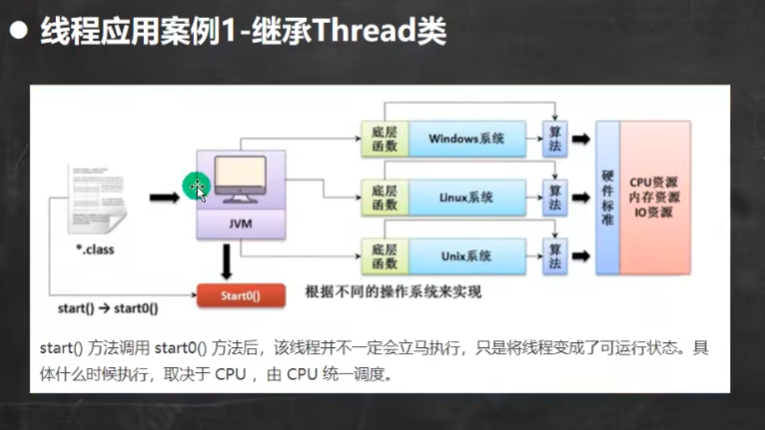 线程应用案例1-继承Thread类
底层函数
Windows系统
算法
底层函数
Linux系统
算法
底层函数
Unix系统
算法
硬件标准
CPU资源
内存资源
IO资源
*.class
JVM
start() → start0()
Start0()
根据不同的操作系统来实现
start() 方法调用 start0() 方法后，该线程并不一定会立马执行，只是将线程变成了可运行状态。具
体什么时候执行，取决于 CPU ，由 CPU 统一调度。